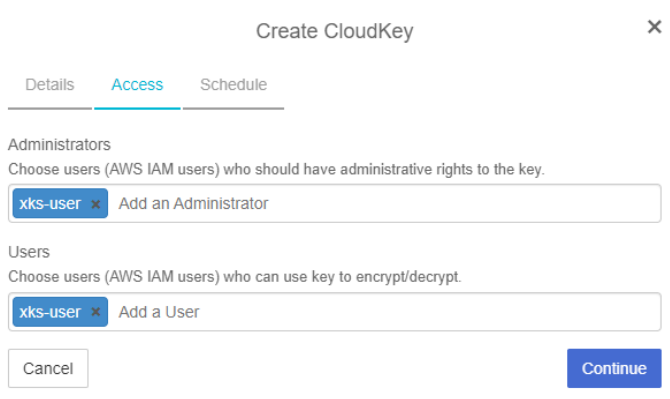 Create CloudKey ×
Details Access Schedule
Administrators
Choose users (AWS IAM users) who should have administrative rights to the key.
xks-user × Add an Administrator
Users
Choose users (AWS IAM users) who can use key to encrypt/decrypt.
xks-user × Add a User
Cancel Continue